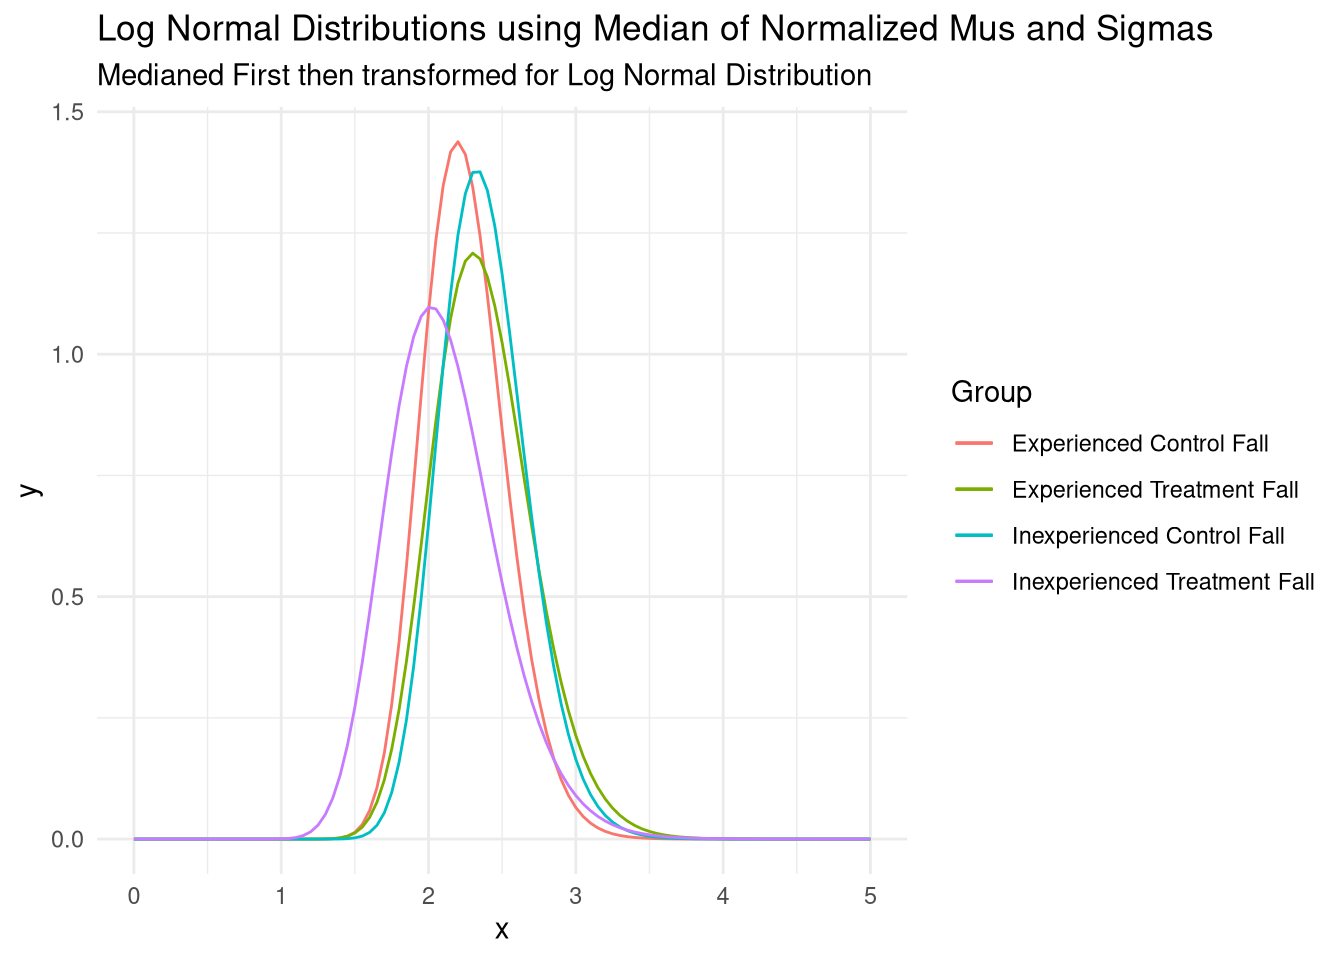 Log Normal Distributions using Median of Normalized Mus and Sigmas
Medianed First then transformed for Log Normal Distribution
1.5
1.0
0.5
0.0
y
0 1 2 3 4 5
x
Group
Experienced Control Fall
Experienced Treatment Fall
Inexperienced Control Fall
Inexperienced Treatment Fall